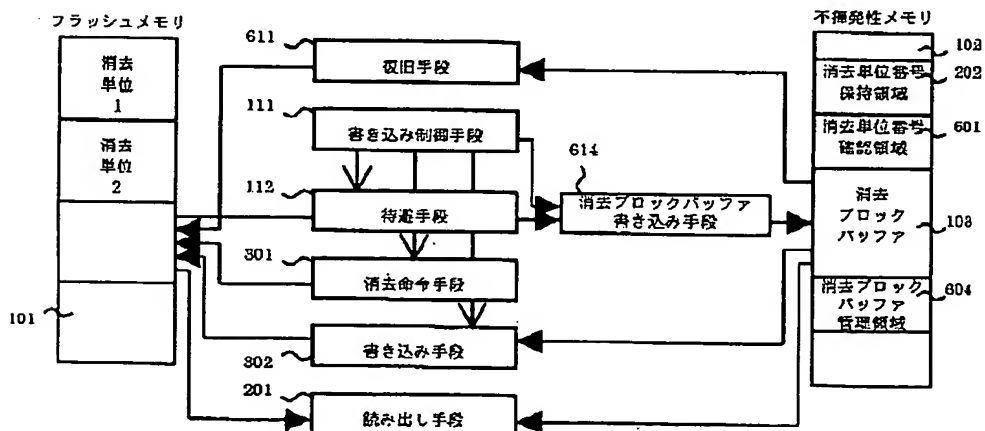 フラッシュメモリ
消去
単位
1
消去
単位
2
101
611
復旧手段
111
書き込み制御手段
112
待避手段
301
消去命令手段
書き込み手段
302
201
読み出し手段
614
消去ブロックバッファ
書き込み手段
不揮発性メモリ
102
消去単位番号
保持領域
202
消去単位番号
確認領域
601
消去
ブロック
バッファ
103
消去ブロック
バッファ
管理領域
604